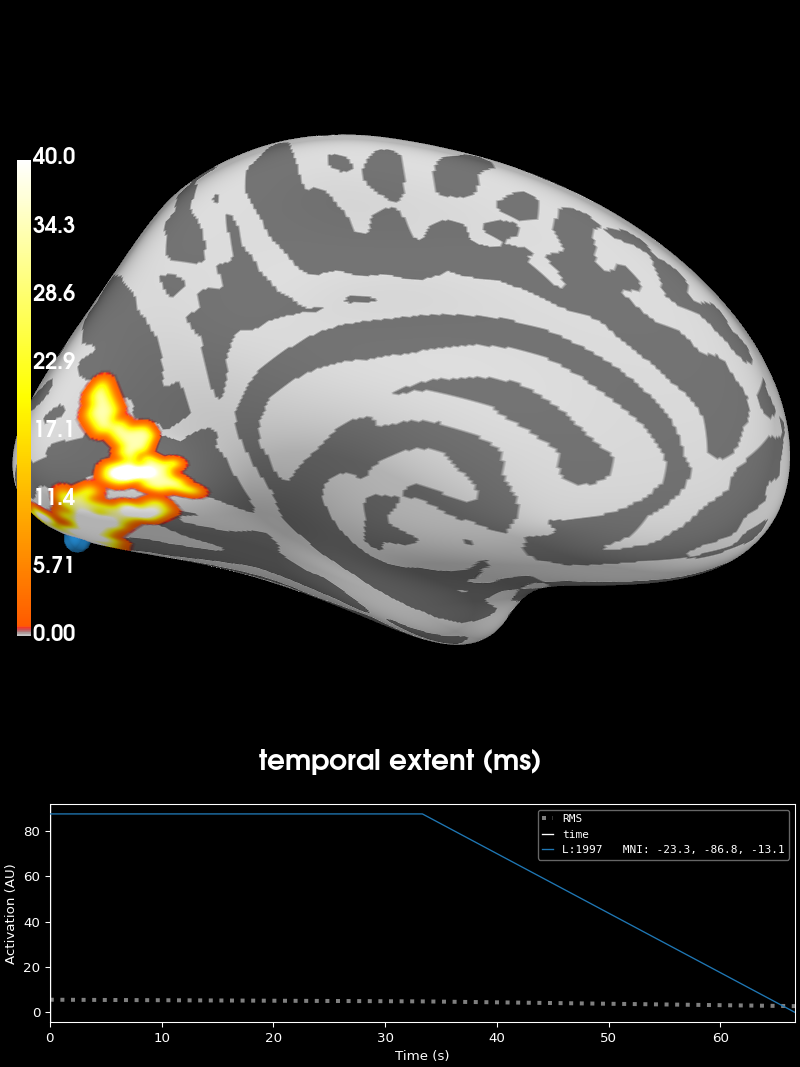 40.0
34.3
28.6
22.9
17.1
11.4
5.71
0.00
temporal extent (ms)
RMS
time
L:1997 MNI: -23.3, -86.8, -13.1
Activation (AU)
80
60
40
20
0
0 10 20 30 40 50 60
Time (s)